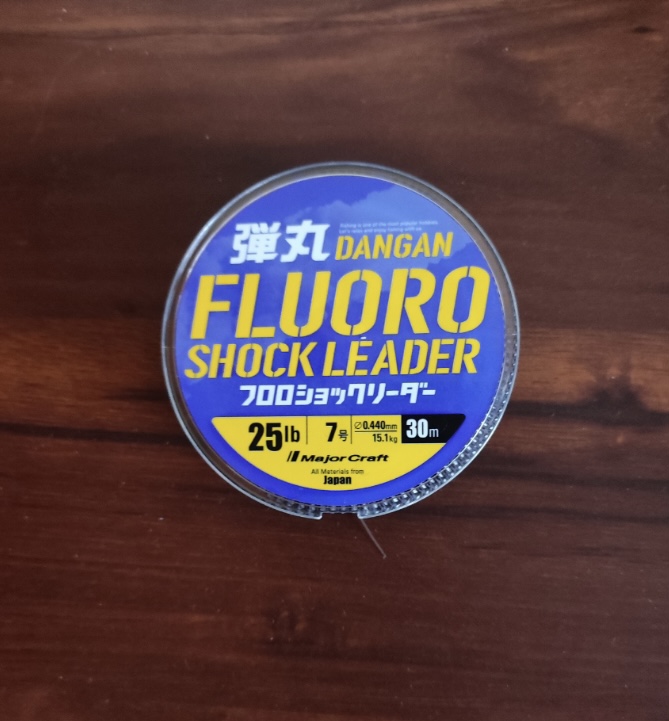 弾丸 DANGAN
FLUORO
SHOCK LEADER
フロロショックリーダー
25lb 7号 ∅0.440mm 15.1kg 30m
Major Craft
All Materials from
Japan